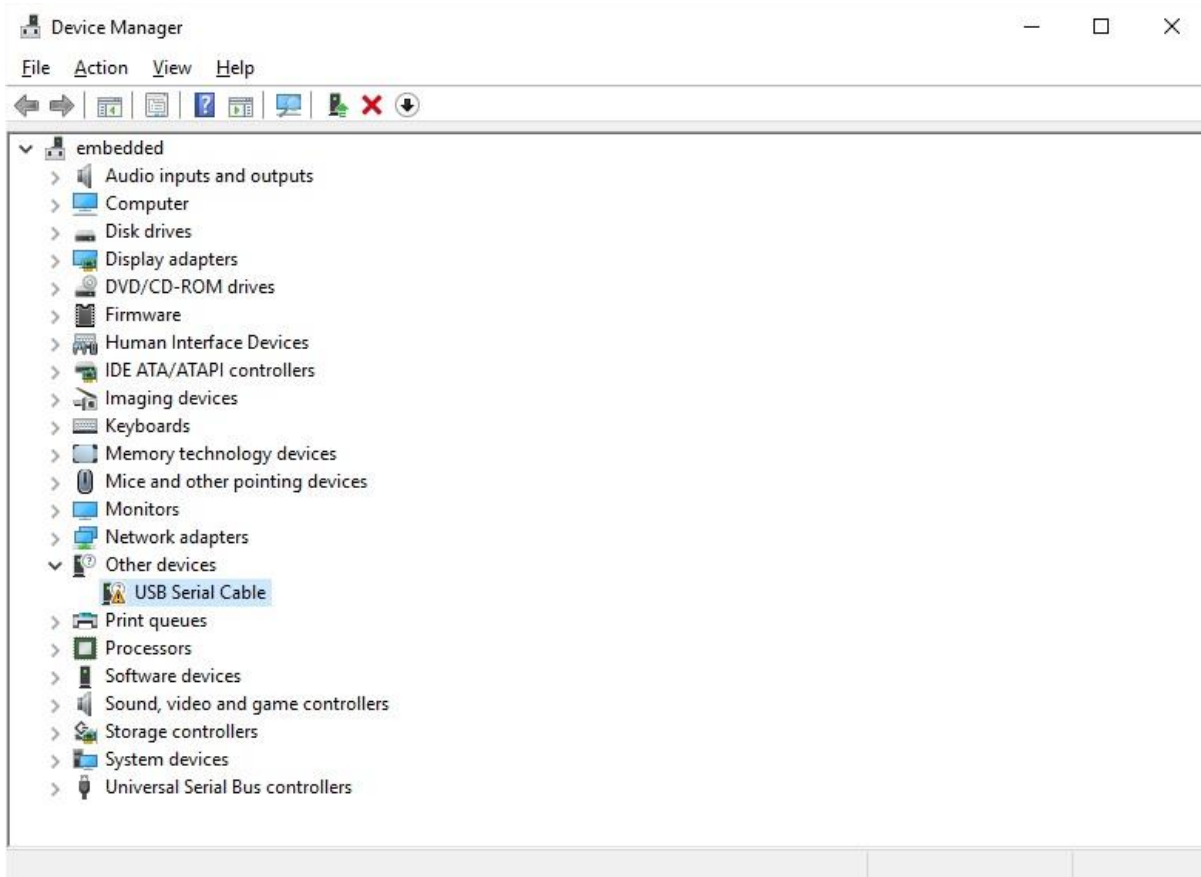 Device Manager
File Action View Help
embedded
Audio inputs and outputs
Computer
Disk drives
Display adapters
DVD/CD-ROM drives
Firmware
Human Interface Devices
IDE ATA/ATAPI controllers
Imaging devices
Keyboards
Memory technology devices
Mice and other pointing devices
Monitors
Network adapters
Other devices
USB Serial Cable
Print queues
Processors
Software devices
Sound, video and game controllers
Storage controllers
System devices
Universal Serial Bus controllers